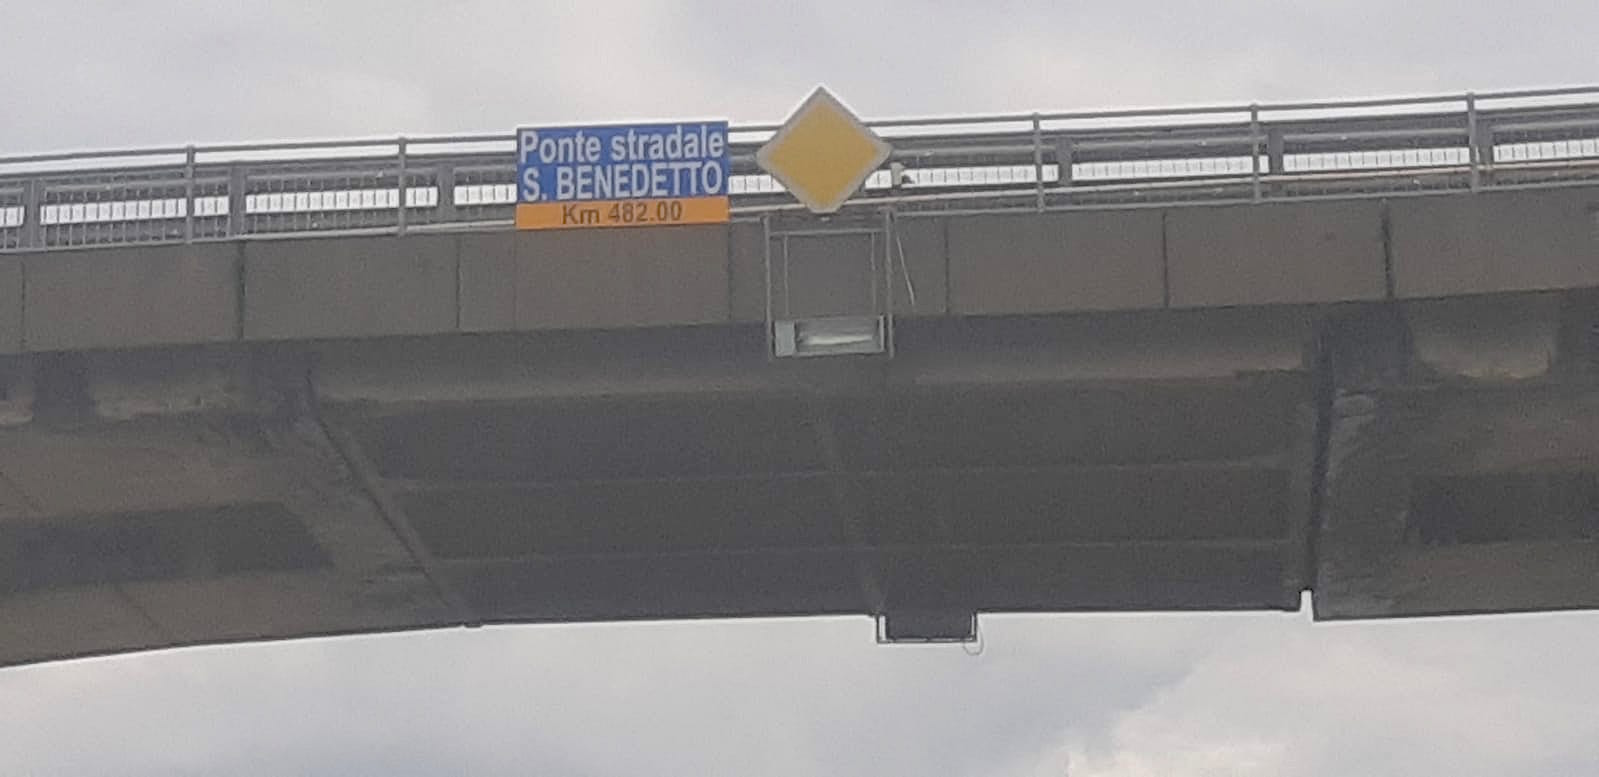 Ponte stradale
S. BENEDETTO
Km 482.00